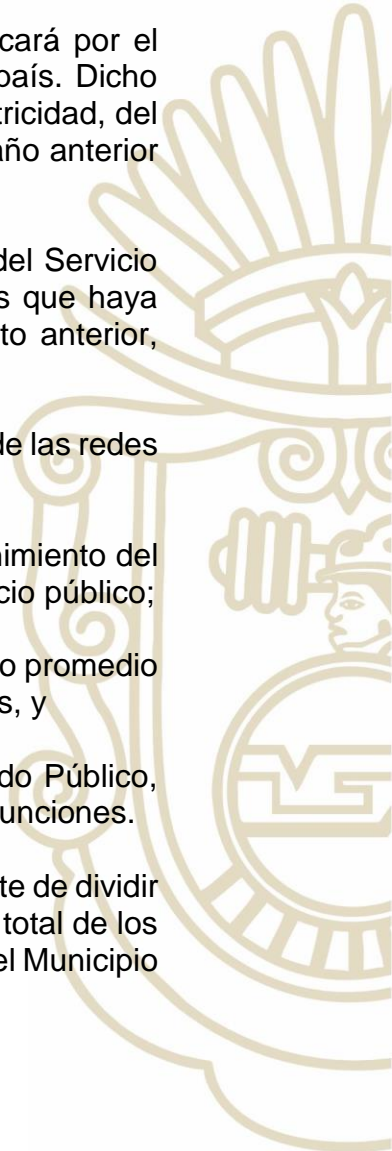 cará por el
país. Dicho
tricidad, del
año anterior
del Servicio
s que haya
to anterior,
de las redes
nimiento del
cio público;
o promedio
s, y
do Público,
unciones.
te de dividir
total de los
el Municipio